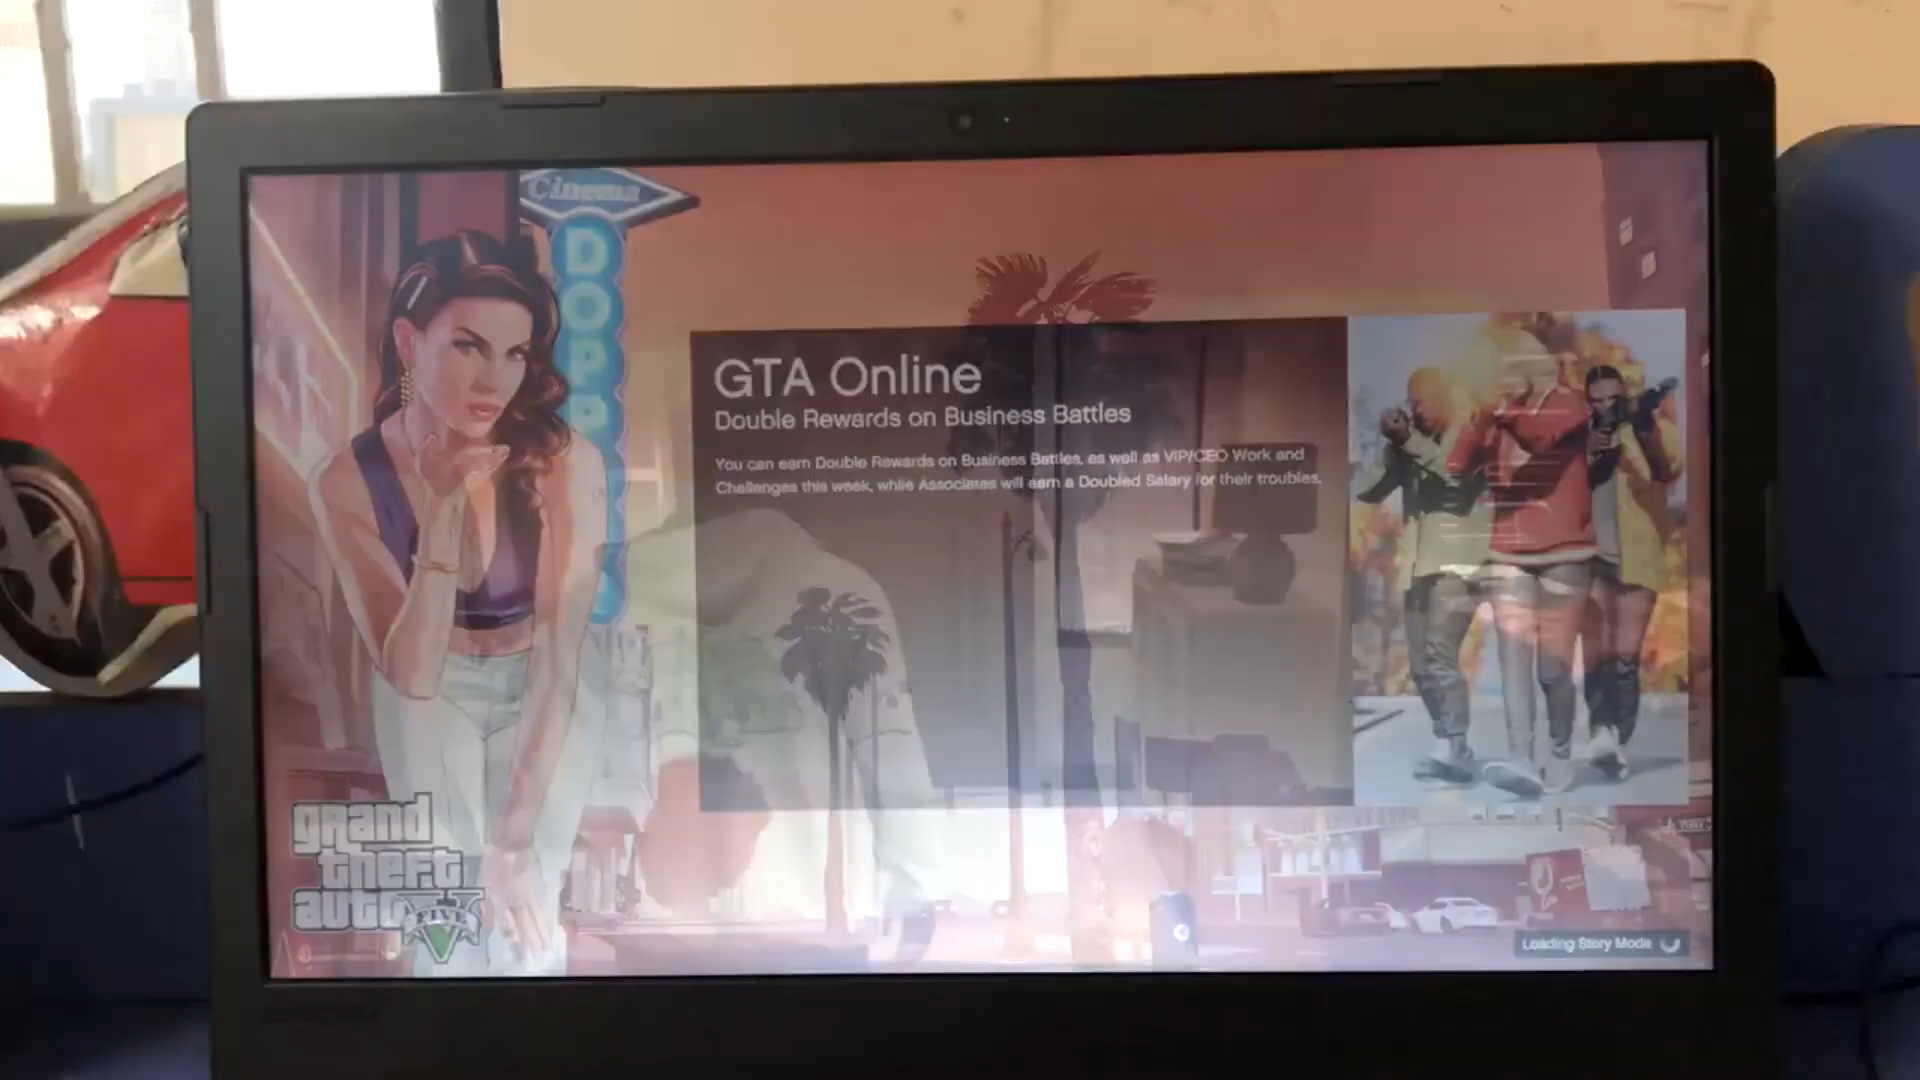 Cinema
GTA Online
Double Rewards on Business Battles
You can earn Double Rewards on Business Battles, as well as VIP/CEO Work and
Challenges this week, while Associates will earn a Doubled Salary for their troubles.
grand
theft
auto
FIVE
V
Loading Story Mode